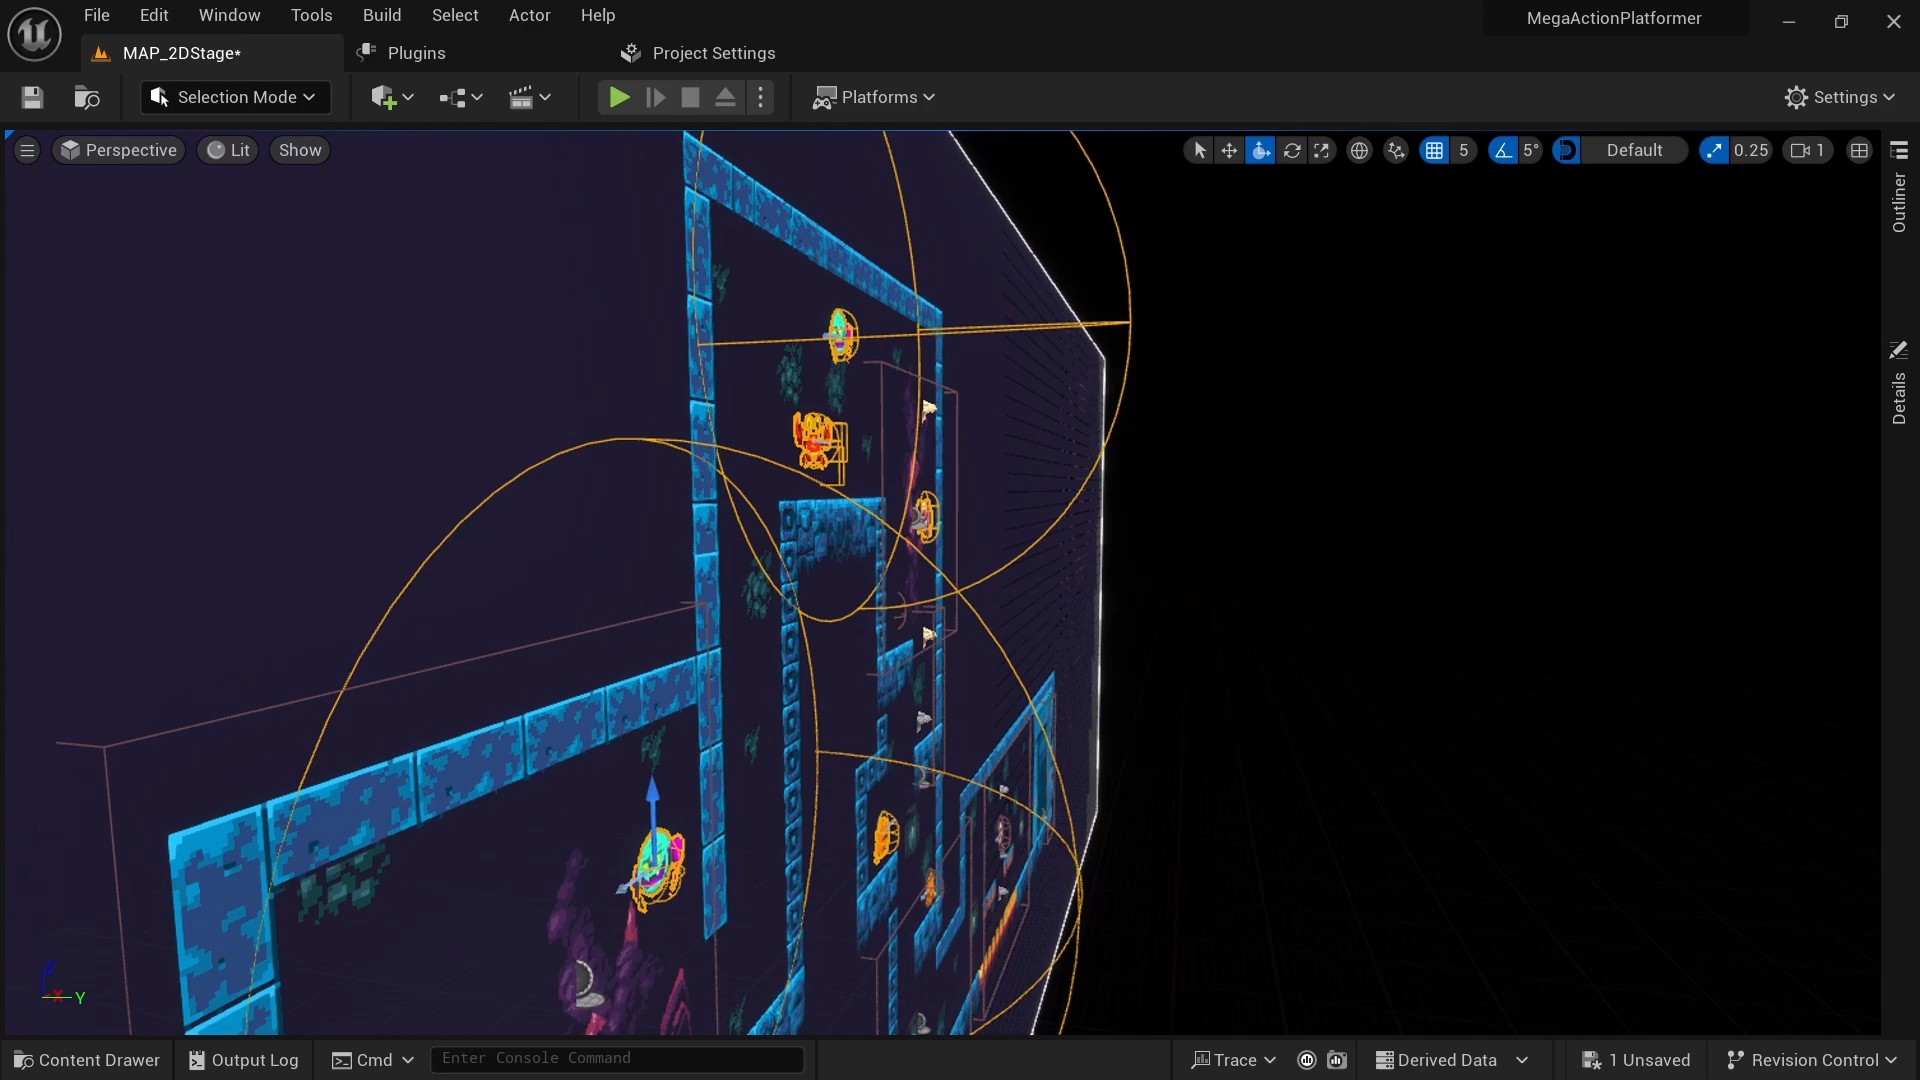 File Edit Window Tools Build Select Actor Help
MegaActionPlatformer
MAP_2DStage* Plugins Project Settings
Selection Mode Platforms Settings
Perspective Lit Show 5 5° Default 0.25 1
Outliner
Details
Z
X Y
Content Drawer Output Log Cmd Enter Console Command Trace Derived Data 1 Unsaved Revision Control